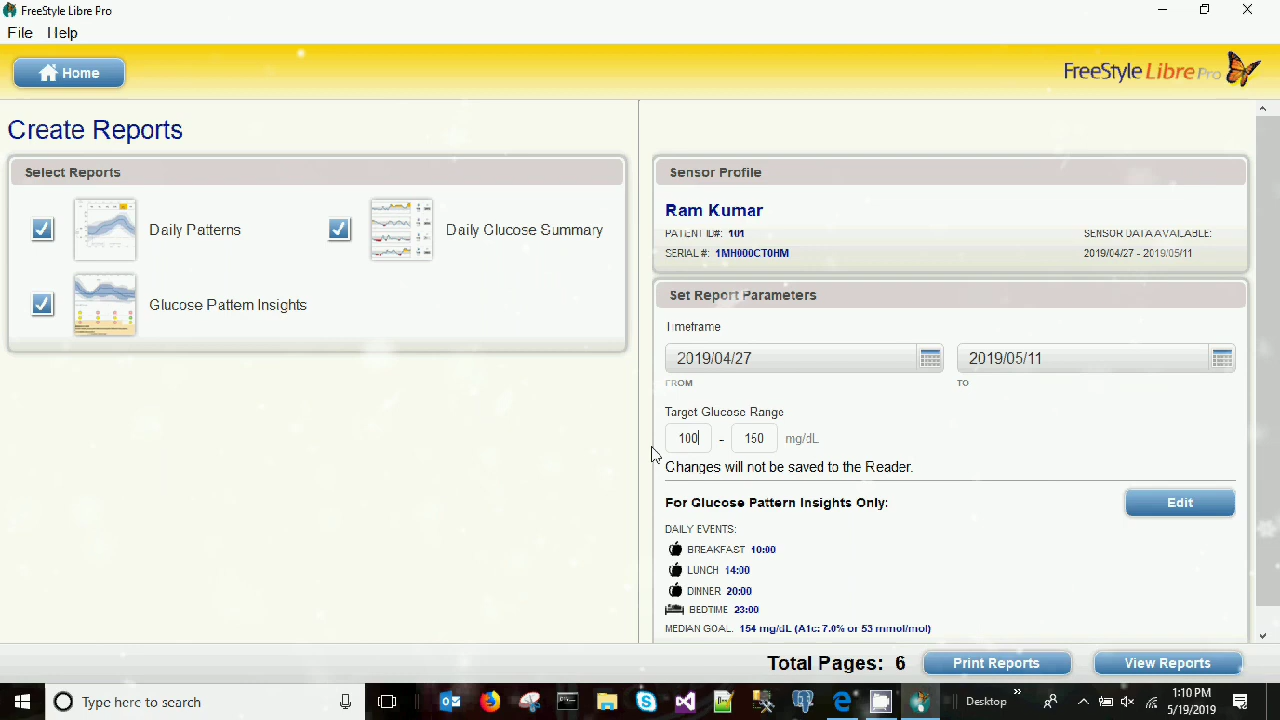 FreeStyle Libre Pro
File Help
Home
FreeStyle Libre Pro
Create Reports
Select Reports
Daily Patterns
Daily Glucose Summary
Glucose Pattern Insights
Sensor Profile
Ram Kumar
PATIENT ID#: 101
SENSOR DATA AVAILABLE:
SERIAL #: 1MH000CT0HM
2019/04/27 - 2019/05/11
Set Report Parameters
Timeframe
2019/04/27
2019/05/11
FROM
TO
Target Glucose Range
100 - 150 mg/dL
Changes will not be saved to the Reader.
For Glucose Pattern Insights Only:
Edit
DAILY EVENTS:
BREAKFAST 10:00
LUNCH 14:00
DINNER 20:00
BEDTIME 23:00
MEDIAN GOAL: 154 mg/dL (A1c: 7.0% or 53 mmol/mol)
Total Pages: 6
Print Reports
View Reports
Type here to search
Desktop
1:10 PM
5/19/2019